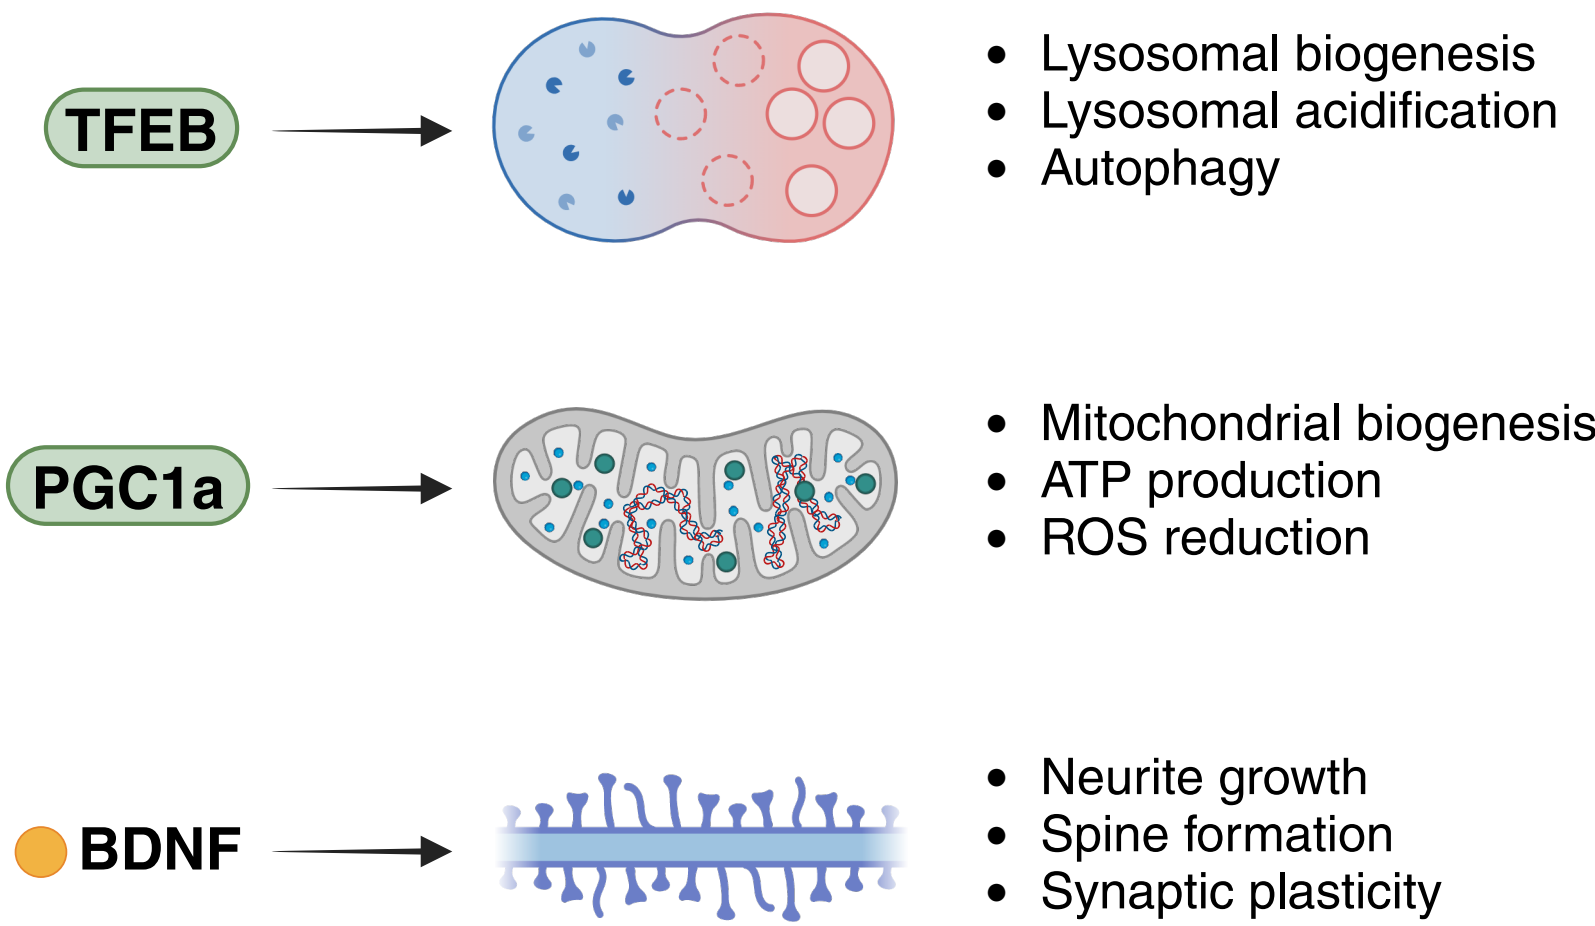 TFEB
• Lysosomal biogenesis
• Lysosomal acidification
• Autophagy
PGC1a
• Mitochondrial biogenesis
• ATP production
• ROS reduction
BDNF
• Neurite growth
• Spine formation
• Synaptic plasticity